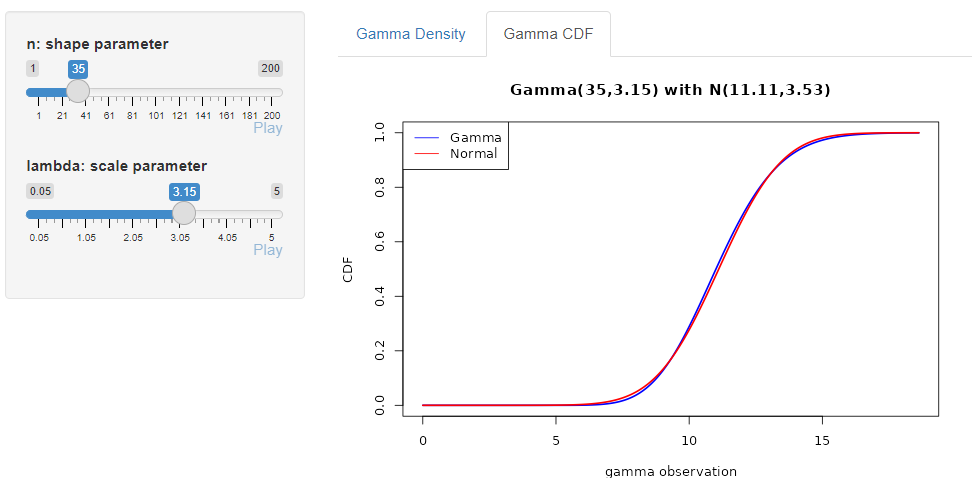 n: shape parameter
1 35 200
1 21 41 61 81 101 121 141 161 181 200
Play
lambda: scale parameter
0.05 3.15 5
0.05 1.05 2.05 3.05 4.05 5
Play
Gamma Density Gamma CDF
Gamma(35,3.15) with N(11.11,3.53)
Gamma
Normal
CDF
1.0
0.8
0.6
0.4
0.2
0.0
0 5 10 15
gamma observation